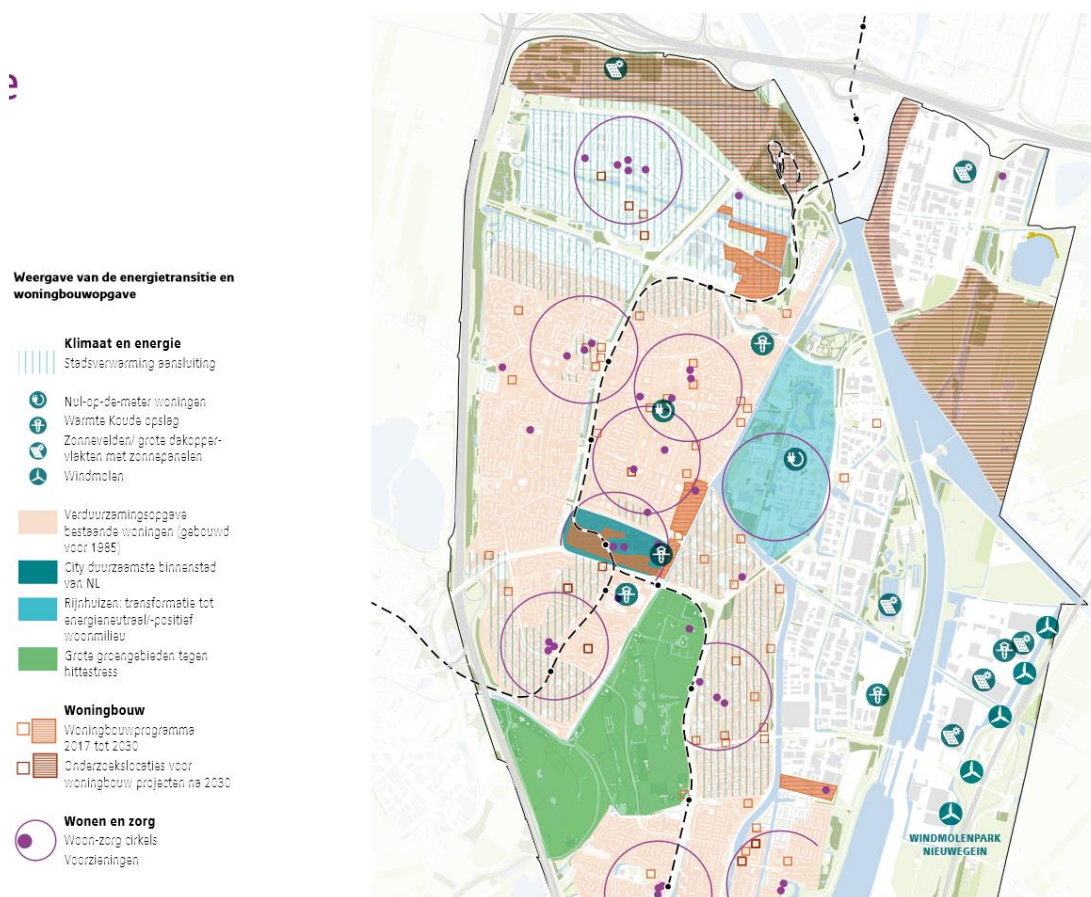 e
Weergave van de energietransitie en
woningbouwopgave
Klimaat en energie
Stadsverwarming aansluiting
Nul-op-de-meter woningen
Warmte Koude opslag
Zonnevelden/ grote dakopper-
vlakten met zonnepanelen
Windmolen
Verduurzamingsopgave
bestaande woningen (gebouwd
voor 1985)
City duurzaamste binnenstad
van NL
Rijnhuizen: transformatie tot
energieneutraal/-positief
woonmilieu
Grote groengebieden tegen
hittestress
Woningbouw
Woningbouwprogramma
2017 tot 2030
Onderzoekslocaties voor
woningbouw projecten na 2030
Wonen en zorg
Woon-zorg cirkels
Voorzieningen
WINDMOLENPARK
NIEUWEGEIN